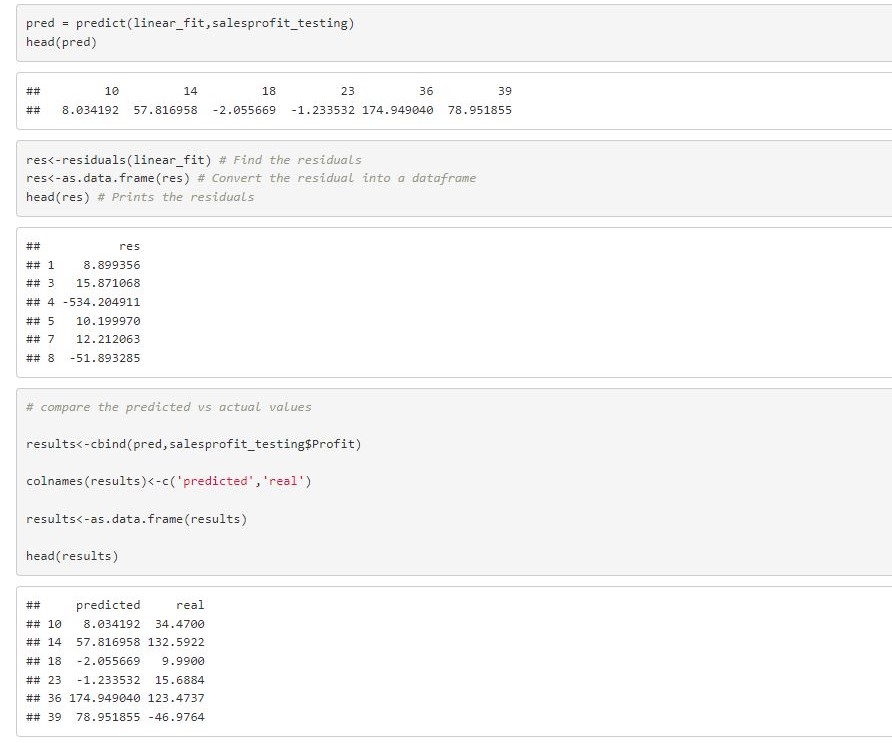 pred = predict(linear_fit,salesprofit_testing)
head(pred)
##         10        14        18        23         36        39
##   8.034192 57.816958 -2.055669 -1.233532 174.949040 78.951855
res<-residuals(linear_fit) # Find the residuals
res<-as.data.frame(res) # Convert the residual into a dataframe
head(res) # Prints the residuals
##           res
## 1    8.899356
## 3   15.871068
## 4 -534.204911
## 5   10.199970
## 7   12.212063
## 8  -51.893285
# compare the predicted vs actual values
results<-cbind(pred,salesprofit_testing$Profit)
colnames(results)<-c('predicted','real')
results<-as.data.frame(results)
head(results)
##     predicted     real
## 10   8.034192  34.4700
## 14  57.816958 132.5922
## 18  -2.055669   9.9900
## 23  -1.233532  15.6884
## 36 174.949040 123.4737
## 39  78.951855 -46.9764